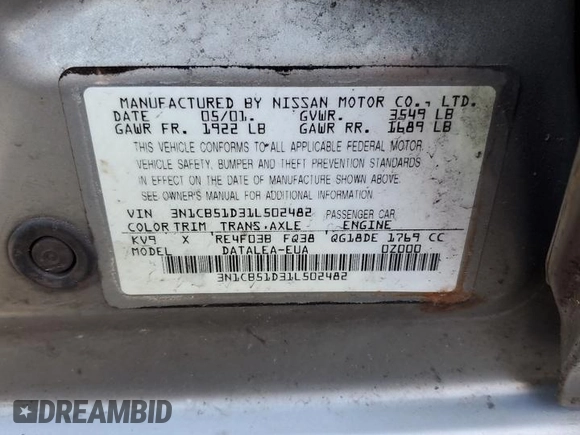 MANUFACTURED BY NISSAN MOTOR CO., LTD.
DATE 05/01. GVWR. 3549 LB
GAWR FR. 1922 LB GAWR RR. 1689 LB
THIS VEHICLE CONFORMS TO ALL APPLICABLE FEDERAL MOTOR
VEHICLE SAFETY, BUMPER AND THEFT PREVENTION STANDARDS
IN EFFECT ON THE DATE OF MANUFACTURE SHOWN ABOVE.
SEE OWNER'S MANUAL FOR ADDITIONAL INFORMATION.
VIN 3N1CB51D31L502482 PASSENGER CAR
COLOR TRIM TRANS.AXLE ENGINE
KV9 X RE4F03B FQ38 QG18DE 1769 CC
MODEL DATALEA-EUA 0Z000
3N1CB51D31L502482
DREAMBID